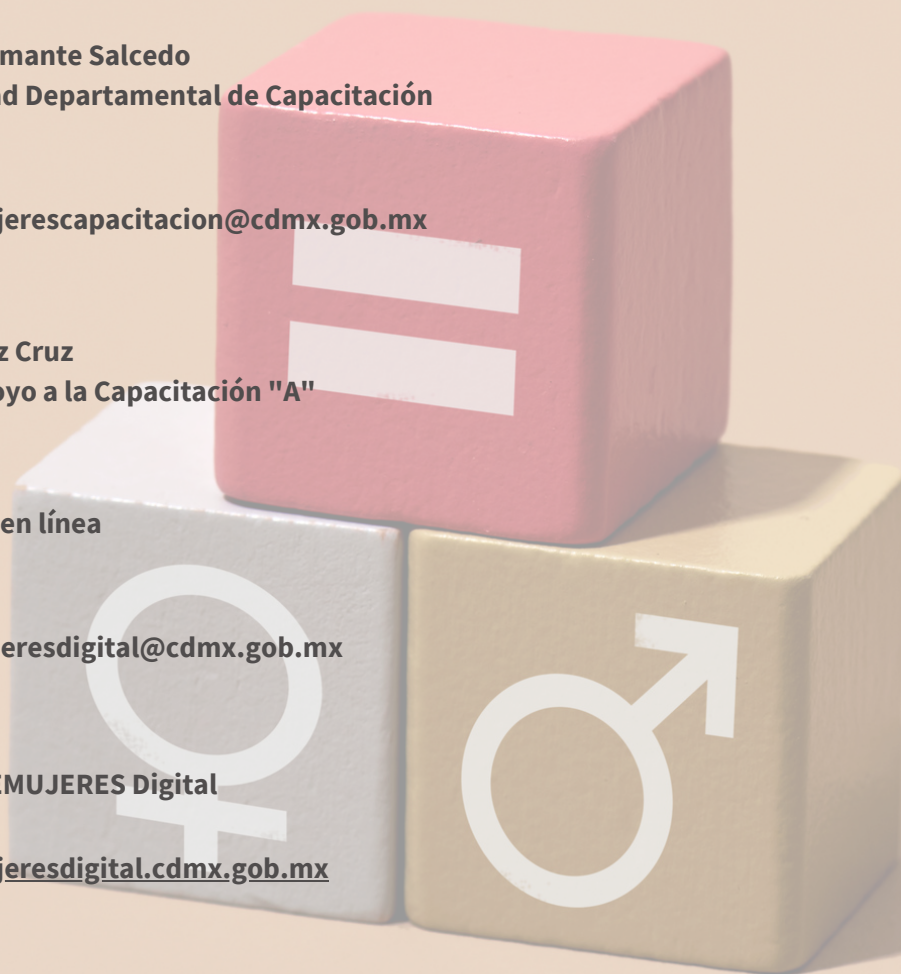 mante Salcedo
d Departamental de Capacitación
jerescapacitacion@cdmx.gob.mx
z Cruz
oyo a la Capacitación "A"
en línea
eresdigital@cdmx.gob.mx
EMUJERES Digital
jeresdigital.cdmx.gob.mx